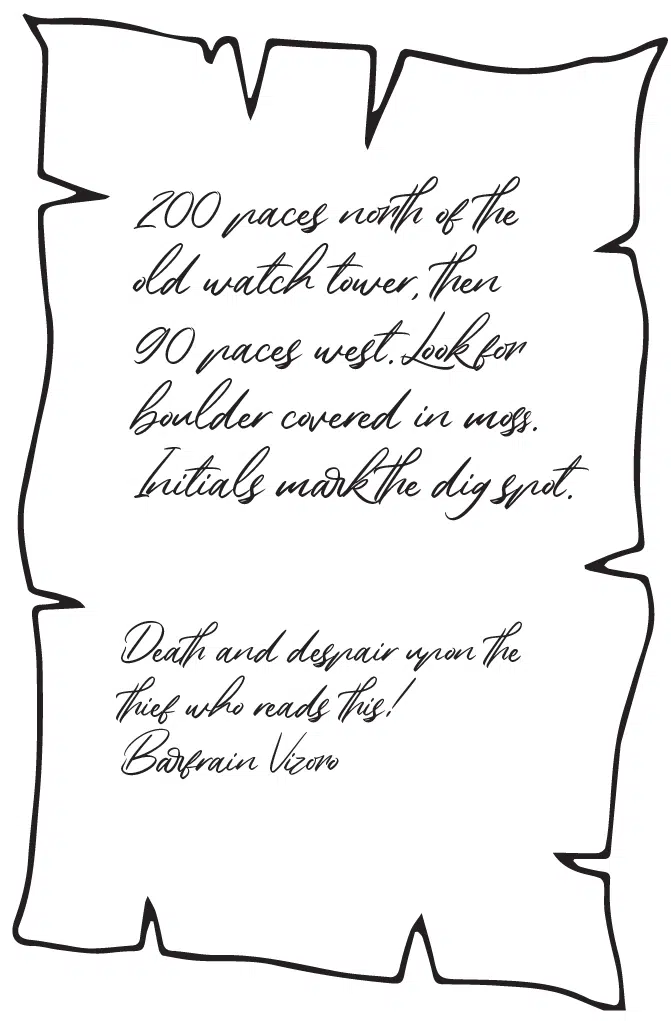 200 paces north of the
old watch tower, then
90 paces west. Look for
boulder covered in moss.
Initials mark the dig spot.
Death and despair upon the
thief who reads this!
Barfrain Vizoro